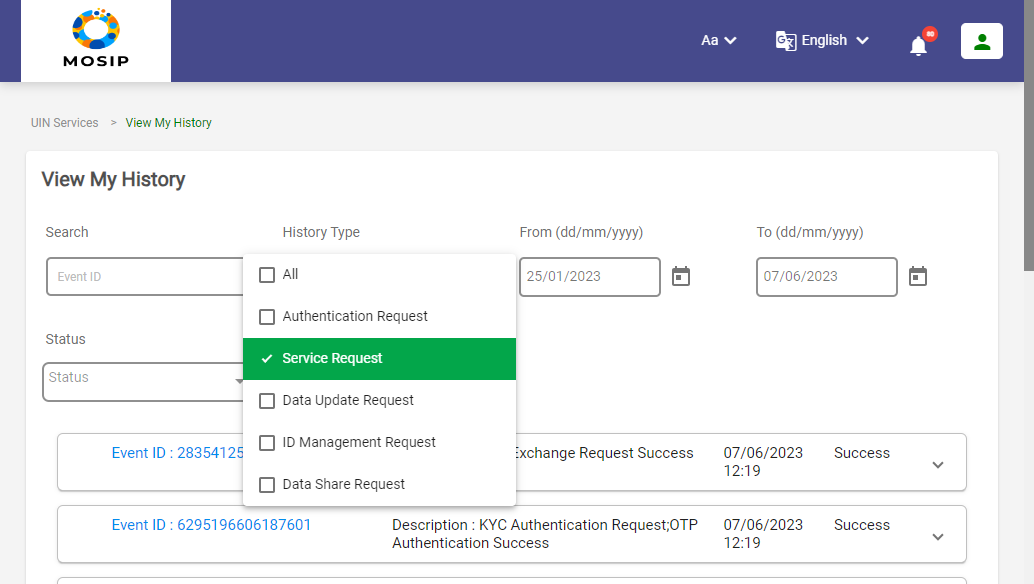 MOSIP
Aa
English
UIN Services > View My History
View My History
Search
History Type
From (dd/mm/yyyy)
To (dd/mm/yyyy)
Event ID
25/01/2023
07/06/2023
All
Authentication Request
Service Request
Data Update Request
ID Management Request
Data Share Request
Status
Status
Event ID : 28354125
Exchange Request Success
07/06/2023
12:19
Success
Event ID : 6295196606187601
Description : KYC Authentication Request;OTP
Authentication Success
07/06/2023
12:19
Success